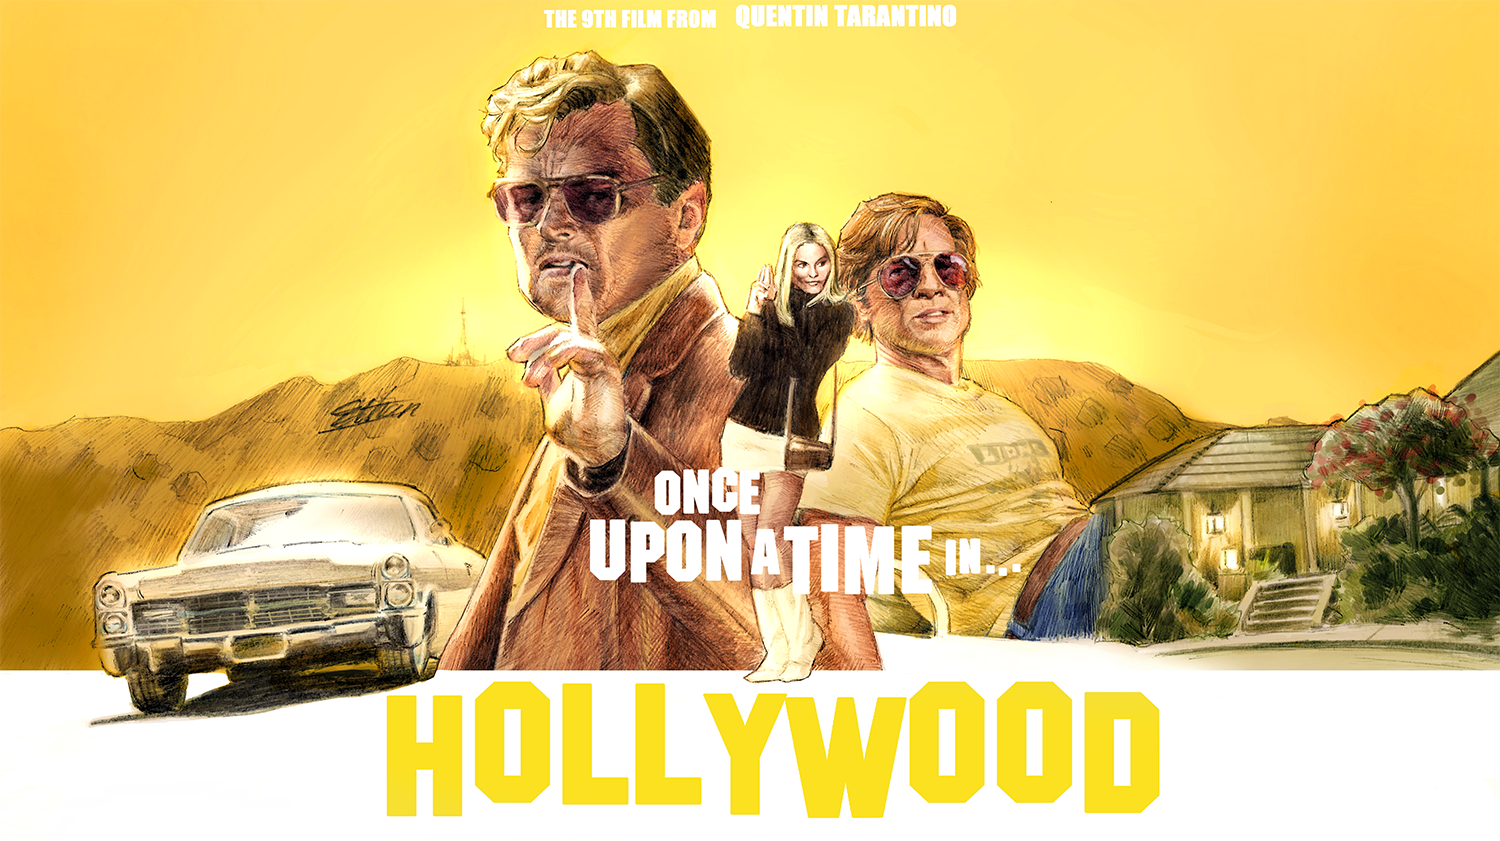 THE 9TH FILM FROM QUENTIN TARANTINO
ONCE
UPON A TIME IN...
HOLLYWOOD